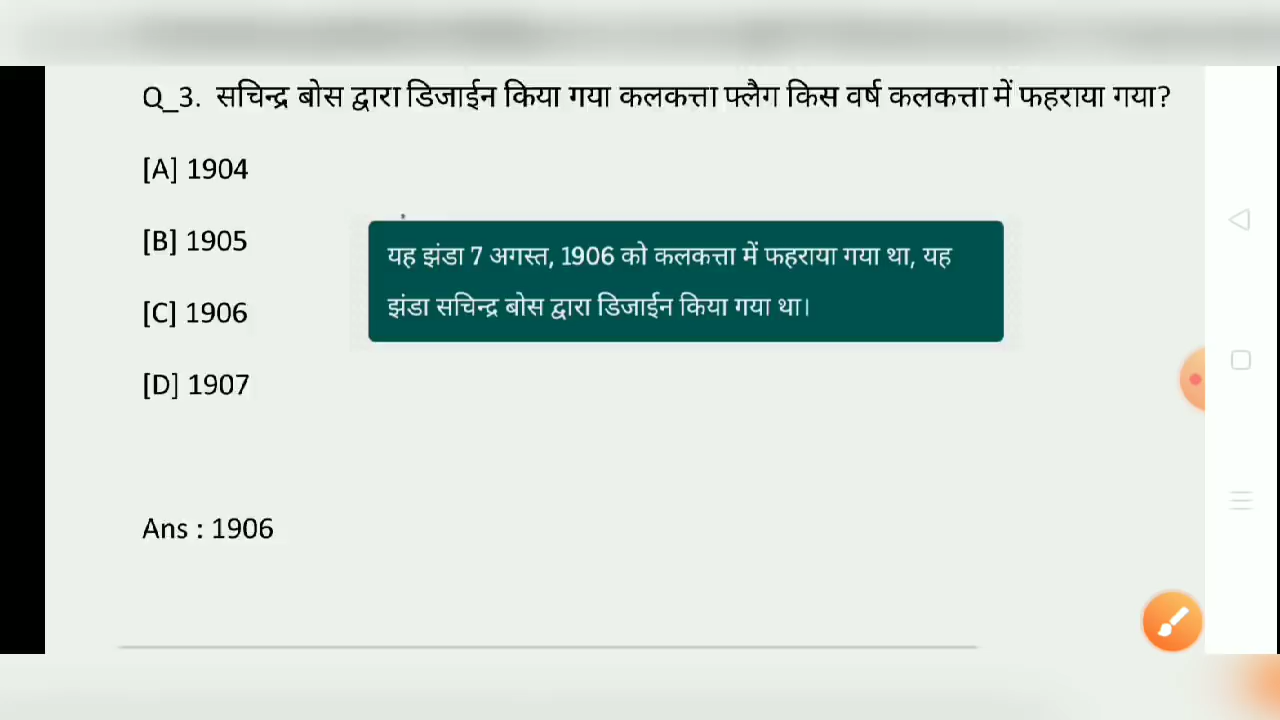 Q_3. सचिन्द्र बोस द्वारा डिजाईन किया गया कलकत्ता फ्लैग किस वर्ष कलकत्ता में फहराया गया?
[A] 1904
[B] 1905
यह झंडा 7 अगस्त, 1906 को कलकत्ता में फहराया गया था, यह
झंडा सचिन्द्र बोस द्वारा डिजाईन किया गया था।
[C] 1906
[D] 1907
Ans : 1906